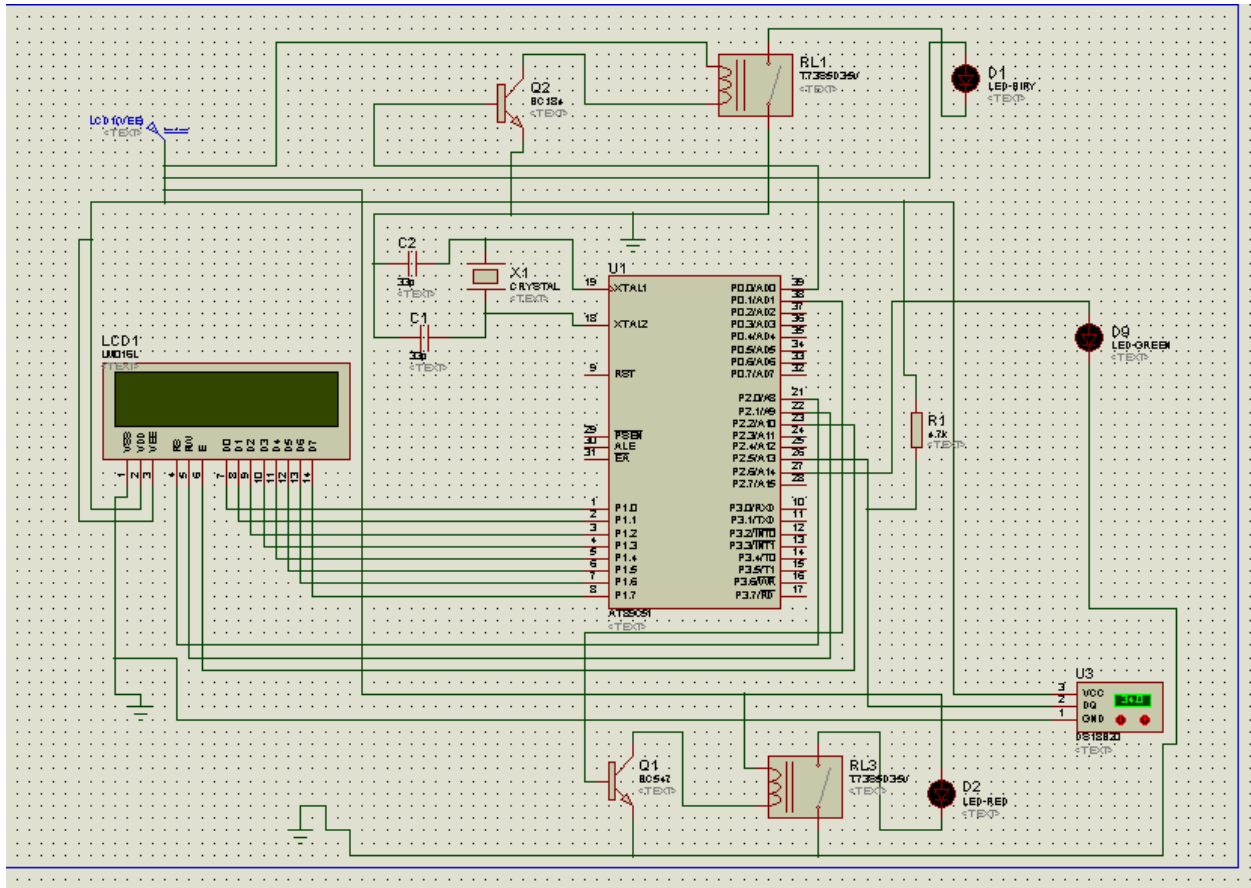 RL1
T7385D35V
<TEXT>
Q2
BC184
<TEXT>
D1
LED-BIRY
<TEXT>
LCD1(VEE)
<TEXT>
C2
33p
<TEXT>
X1
CRYSTAL
<TEXT>
C1
33p
<TEXT>
U1
19 XTAL1
18 XTAL2
9 RST
29 PSEN
30 ALE
31 EA
1 P1.0
2 P1.1
3 P1.2
4 P1.3
5 P1.4
6 P1.5
7 P1.6
8 P1.7
P0.0/AD0 39
P0.1/AD1 38
P0.2/AD2 37
P0.3/AD3 36
P0.4/AD4 35
P0.5/AD5 34
P0.6/AD6 33
P0.7/AD7 32
P2.0/A8 21
P2.1/A9 22
P2.2/A10 23
P2.3/A11 24
P2.4/A12 25
P2.5/A13 26
P2.6/A14 27
P2.7/A15 28
P3.0/RXD 10
P3.1/TXD 11
P3.2/INT0 12
P3.3/INT1 13
P3.4/T0 14
P3.5/T1 15
P3.6/WR 16
P3.7/RD 17
AT89C51
<TEXT>
LCD1
LM016L
<TEXT>
VSS VDD VEE RS RW E D0 D1 D2 D3 D4 D5 D6 D7
1 2 3 4 5 6 7 8 9 10 11 12 13 14
D9
LED-GREEN
<TEXT>
R1
4.7k
<TEXT>
U3
3 VCC
2 DQ
1 GND
DS18B20
<TEXT>
Q1
BC547
<TEXT>
RL3
T7385D35V
<TEXT>
D2
LED-RED
<TEXT>